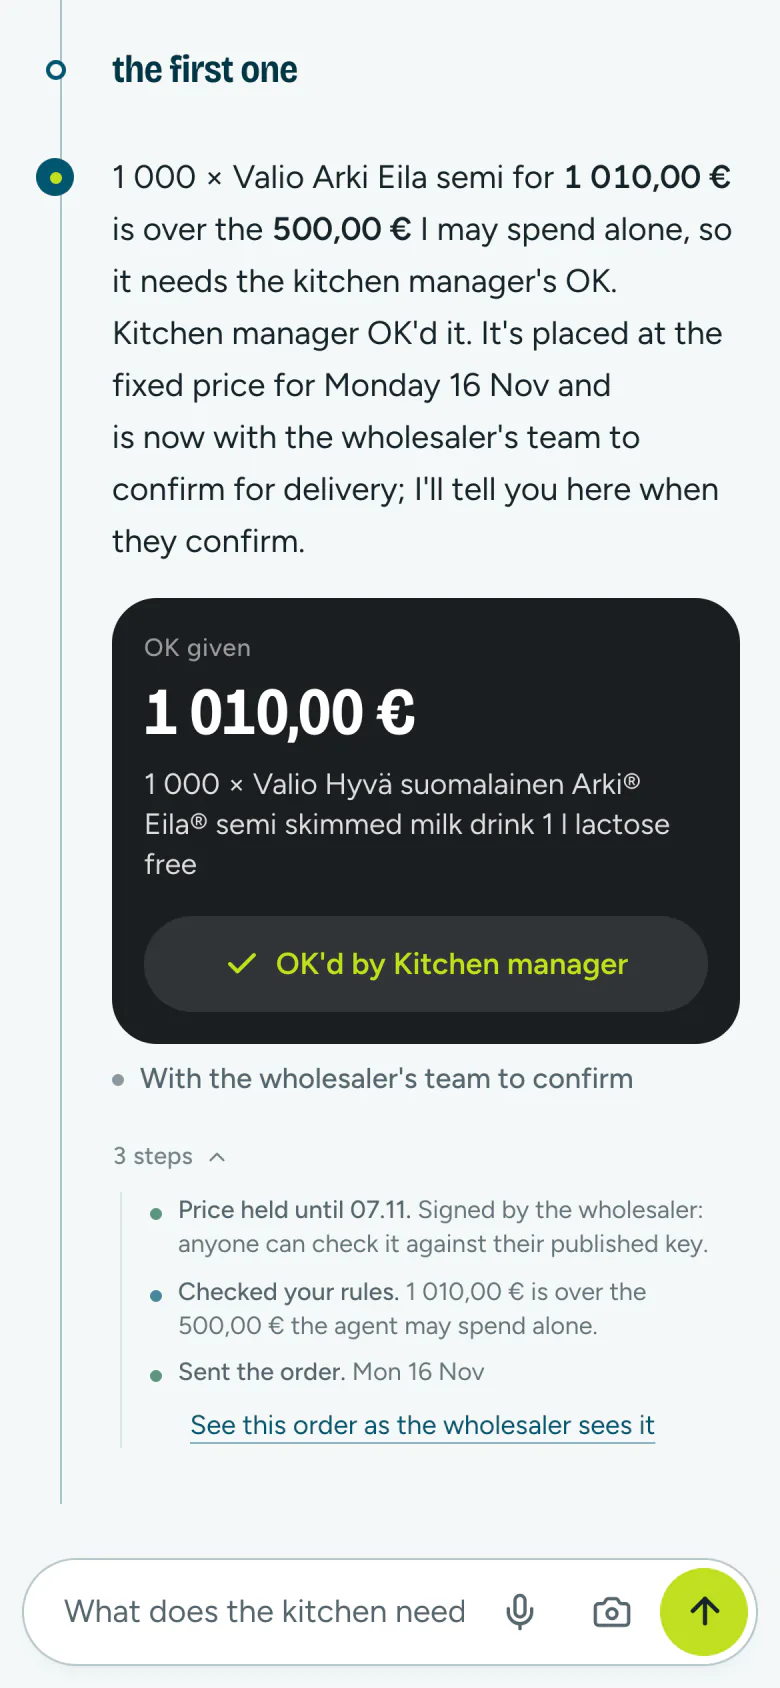 the first one
1 000 × Valio Arki Eila semi for 1 010,00 €
is over the 500,00 € I may spend alone, so
it needs the kitchen manager's OK.
Kitchen manager OK'd it. It's placed at the
fixed price for Monday 16 Nov and
is now with the wholesaler's team to
confirm for delivery; I'll tell you here when
they confirm.
OK given
1 010,00 €
1 000 × Valio Hyvä suomalainen Arki®
Eila® semi skimmed milk drink 1 l lactose
free
OK'd by Kitchen manager
With the wholesaler's team to confirm
3 steps
Price held until 07.11. Signed by the wholesaler:
anyone can check it against their published key.
Checked your rules. 1 010,00 € is over the
500,00 € the agent may spend alone.
Sent the order. Mon 16 Nov
See this order as the wholesaler sees it
What does the kitchen need